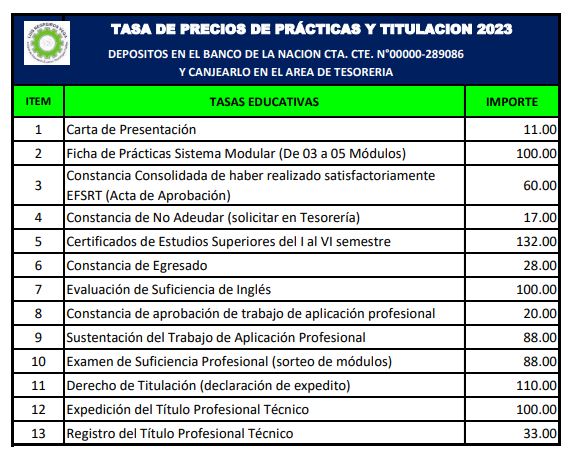 TASA DE PRECIOS DE PRÁCTICAS Y TITULACION 2023
DEPOSITOS EN EL BANCO DE LA NACION CTA. CTE. N°00000-289086
Y CANJEARLO EN EL AREA DE TESORERIA
ITEM TASAS EDUCATIVAS IMPORTE
1 Carta de Presentación 11.00
2 Ficha de Prácticas Sistema Modular (De 03 a 05 Módulos) 100.00
3 Constancia Consolidada de haber realizado satisfactoriamente
EFSRT (Acta de Aprobación) 60.00
4 Constancia de No Adeudar (solicitar en Tesorería) 17.00
5 Certificados de Estudios Superiores del I al VI semestre 132.00
6 Constancia de Egresado 28.00
7 Evaluación de Suficiencia de Inglés 100.00
8 Constancia de aprobación de trabajo de aplicación profesional 20.00
9 Sustentación del Trabajo de Aplicación Profesional 88.00
10 Examen de Suficiencia Profesional (sorteo de módulos) 88.00
11 Derecho de Titulación (declaración de expedito) 110.00
12 Expedición del Título Profesional Técnico 100.00
13 Registro del Título Profesional Técnico 33.00